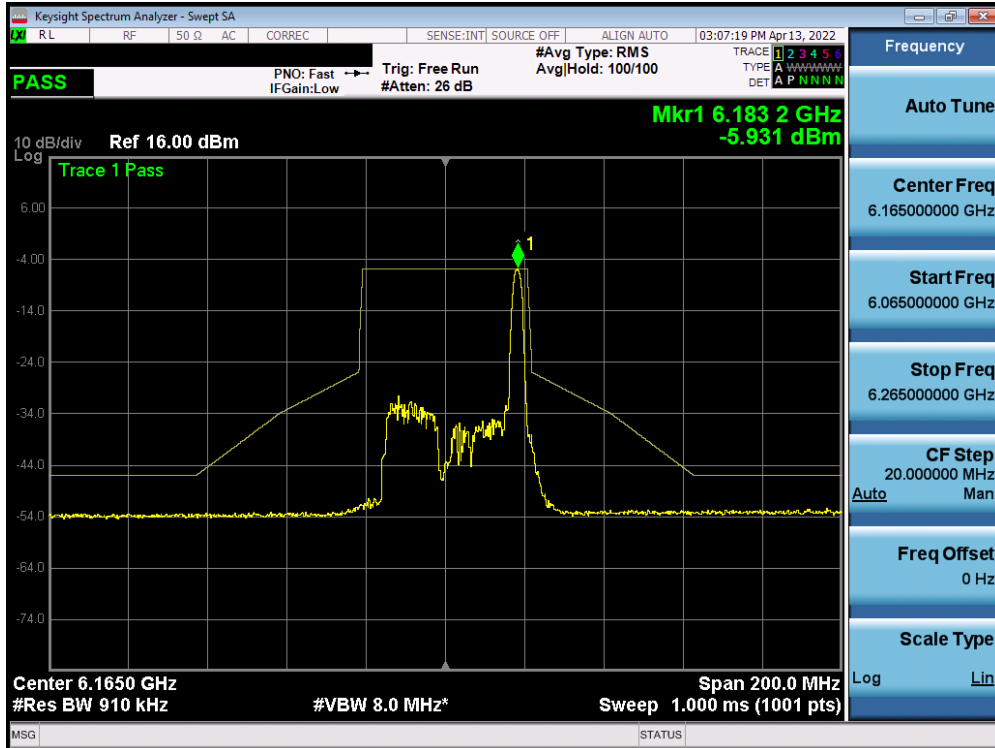 Keysight Spectrum Analyzer - Swept SA
LXI RL RF 50 Ω AC CORREC SENSE:INT SOURCE OFF ALIGN AUTO 03:07:19 PM Apr 13, 2022
PASS
PNO: Fast
IFGain:Low
Trig: Free Run
#Atten: 26 dB
#Avg Type: RMS
Avg|Hold: 100/100
TRACE 1 2 3 4 5 6
TYPE A WWWWW
DET A P N N N N
Mkr1 6.183 2 GHz
-5.931 dBm
10 dB/div Ref 16.00 dBm
Log
Trace 1 Pass
1
6.00
-4.00
-14.0
-24.0
-34.0
-44.0
-54.0
-64.0
-74.0
Center 6.1650 GHz Span 200.0 MHz
#Res BW 910 kHz #VBW 8.0 MHz* Sweep 1.000 ms (1001 pts)
MSG STATUS
Frequency
Auto Tune
Center Freq
6.165000000 GHz
Start Freq
6.065000000 GHz
Stop Freq
6.265000000 GHz
CF Step
20.000000 MHz
Auto Man
Freq Offset
0 Hz
Scale Type
Log Lin